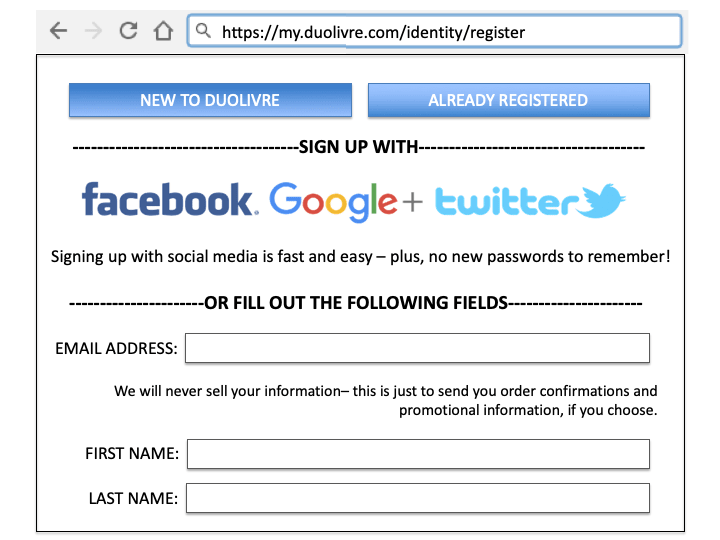 https://my.duolivre.com/identity/register
NEW TO DUOLIVRE
ALREADY REGISTERED
------------------------------------SIGN UP WITH------------------------------------
facebook. Google+ twitter
Signing up with social media is fast and easy – plus, no new passwords to remember!
----------------------OR FILL OUT THE FOLLOWING FIELDS----------------------
EMAIL ADDRESS:
We will never sell your information– this is just to send you order confirmations and
promotional information, if you choose.
FIRST NAME:
LAST NAME: